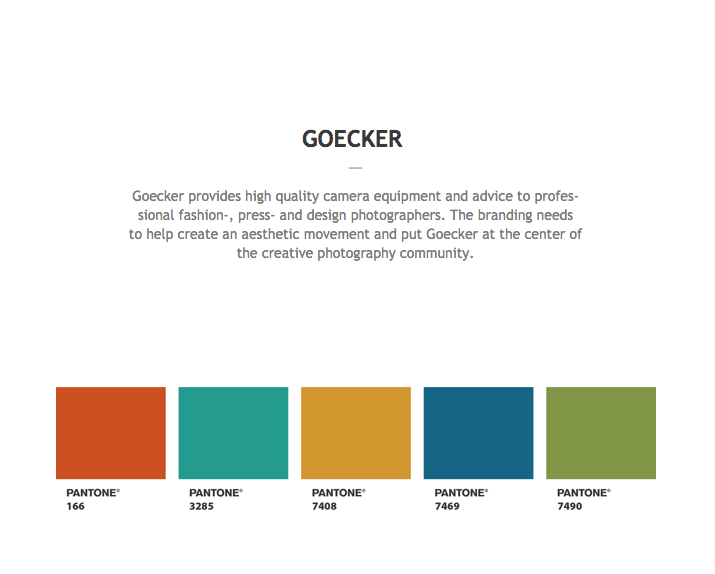 GOECKER
Goecker provides high quality camera equipment and advice to profes-
sional fashion-, press- and design photographers. The branding needs
to help create an aesthetic movement and put Goecker at the center of
the creative photography community.
PANTONE® PANTONE® PANTONE® PANTONE® PANTONE®
166 3285 7408 7469 7490